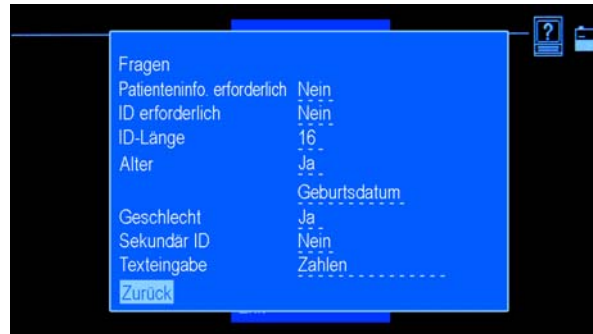 ?
Fragen
Patienteninfo. erforderlich Nein
ID erforderlich Nein
ID-Länge 16
Alter Ja
Geburtsdatum
Geschlecht Ja
Sekundär ID Nein
Texteingabe Zahlen
Zurück